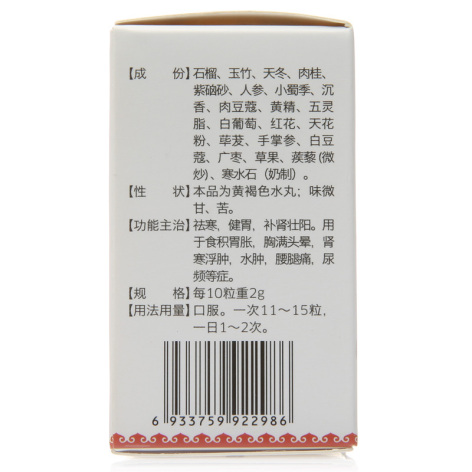 【成 份】石榴、玉竹、天冬、肉桂、
紫硇砂、人参、小蜀季、沉
香、肉豆蔻、黄精、五灵
脂、白葡萄、红花、天花
粉、荜茇、手掌参、白豆
蔻、广枣、草果、蒺藜(微
炒)、寒水石(奶制)。
【性 状】本品为黄褐色水丸；味微
甘、苦。
【功能主治】祛寒，健胃，补肾壮阳。用
于食积胃胀，胸满头晕，肾
寒浮肿，水肿，腰腿痛，尿
频等症。
【规 格】每10粒重2g
【用法用量】口服。一次11～15粒，
一日1～2次。
6 933759 922986